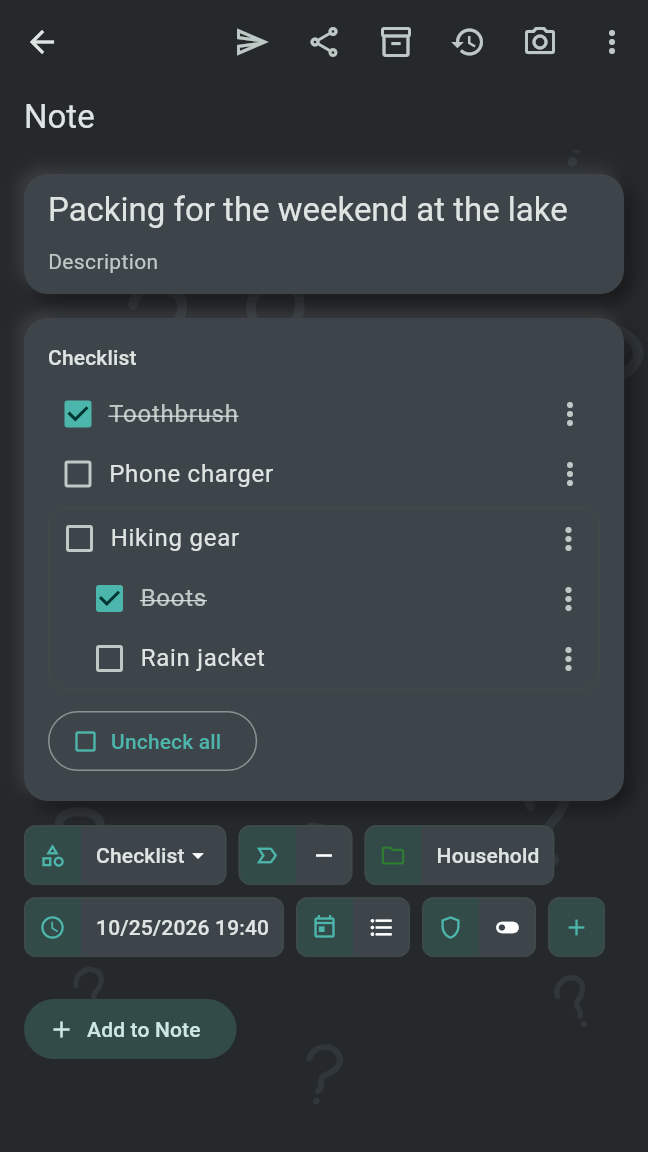 Note
Packing for the weekend at the lake
Description
Checklist
Toothbrush
Phone charger
Hiking gear
Boots
Rain jacket
Uncheck all
Checklist
Household
10/25/2026 19:40
Add to Note